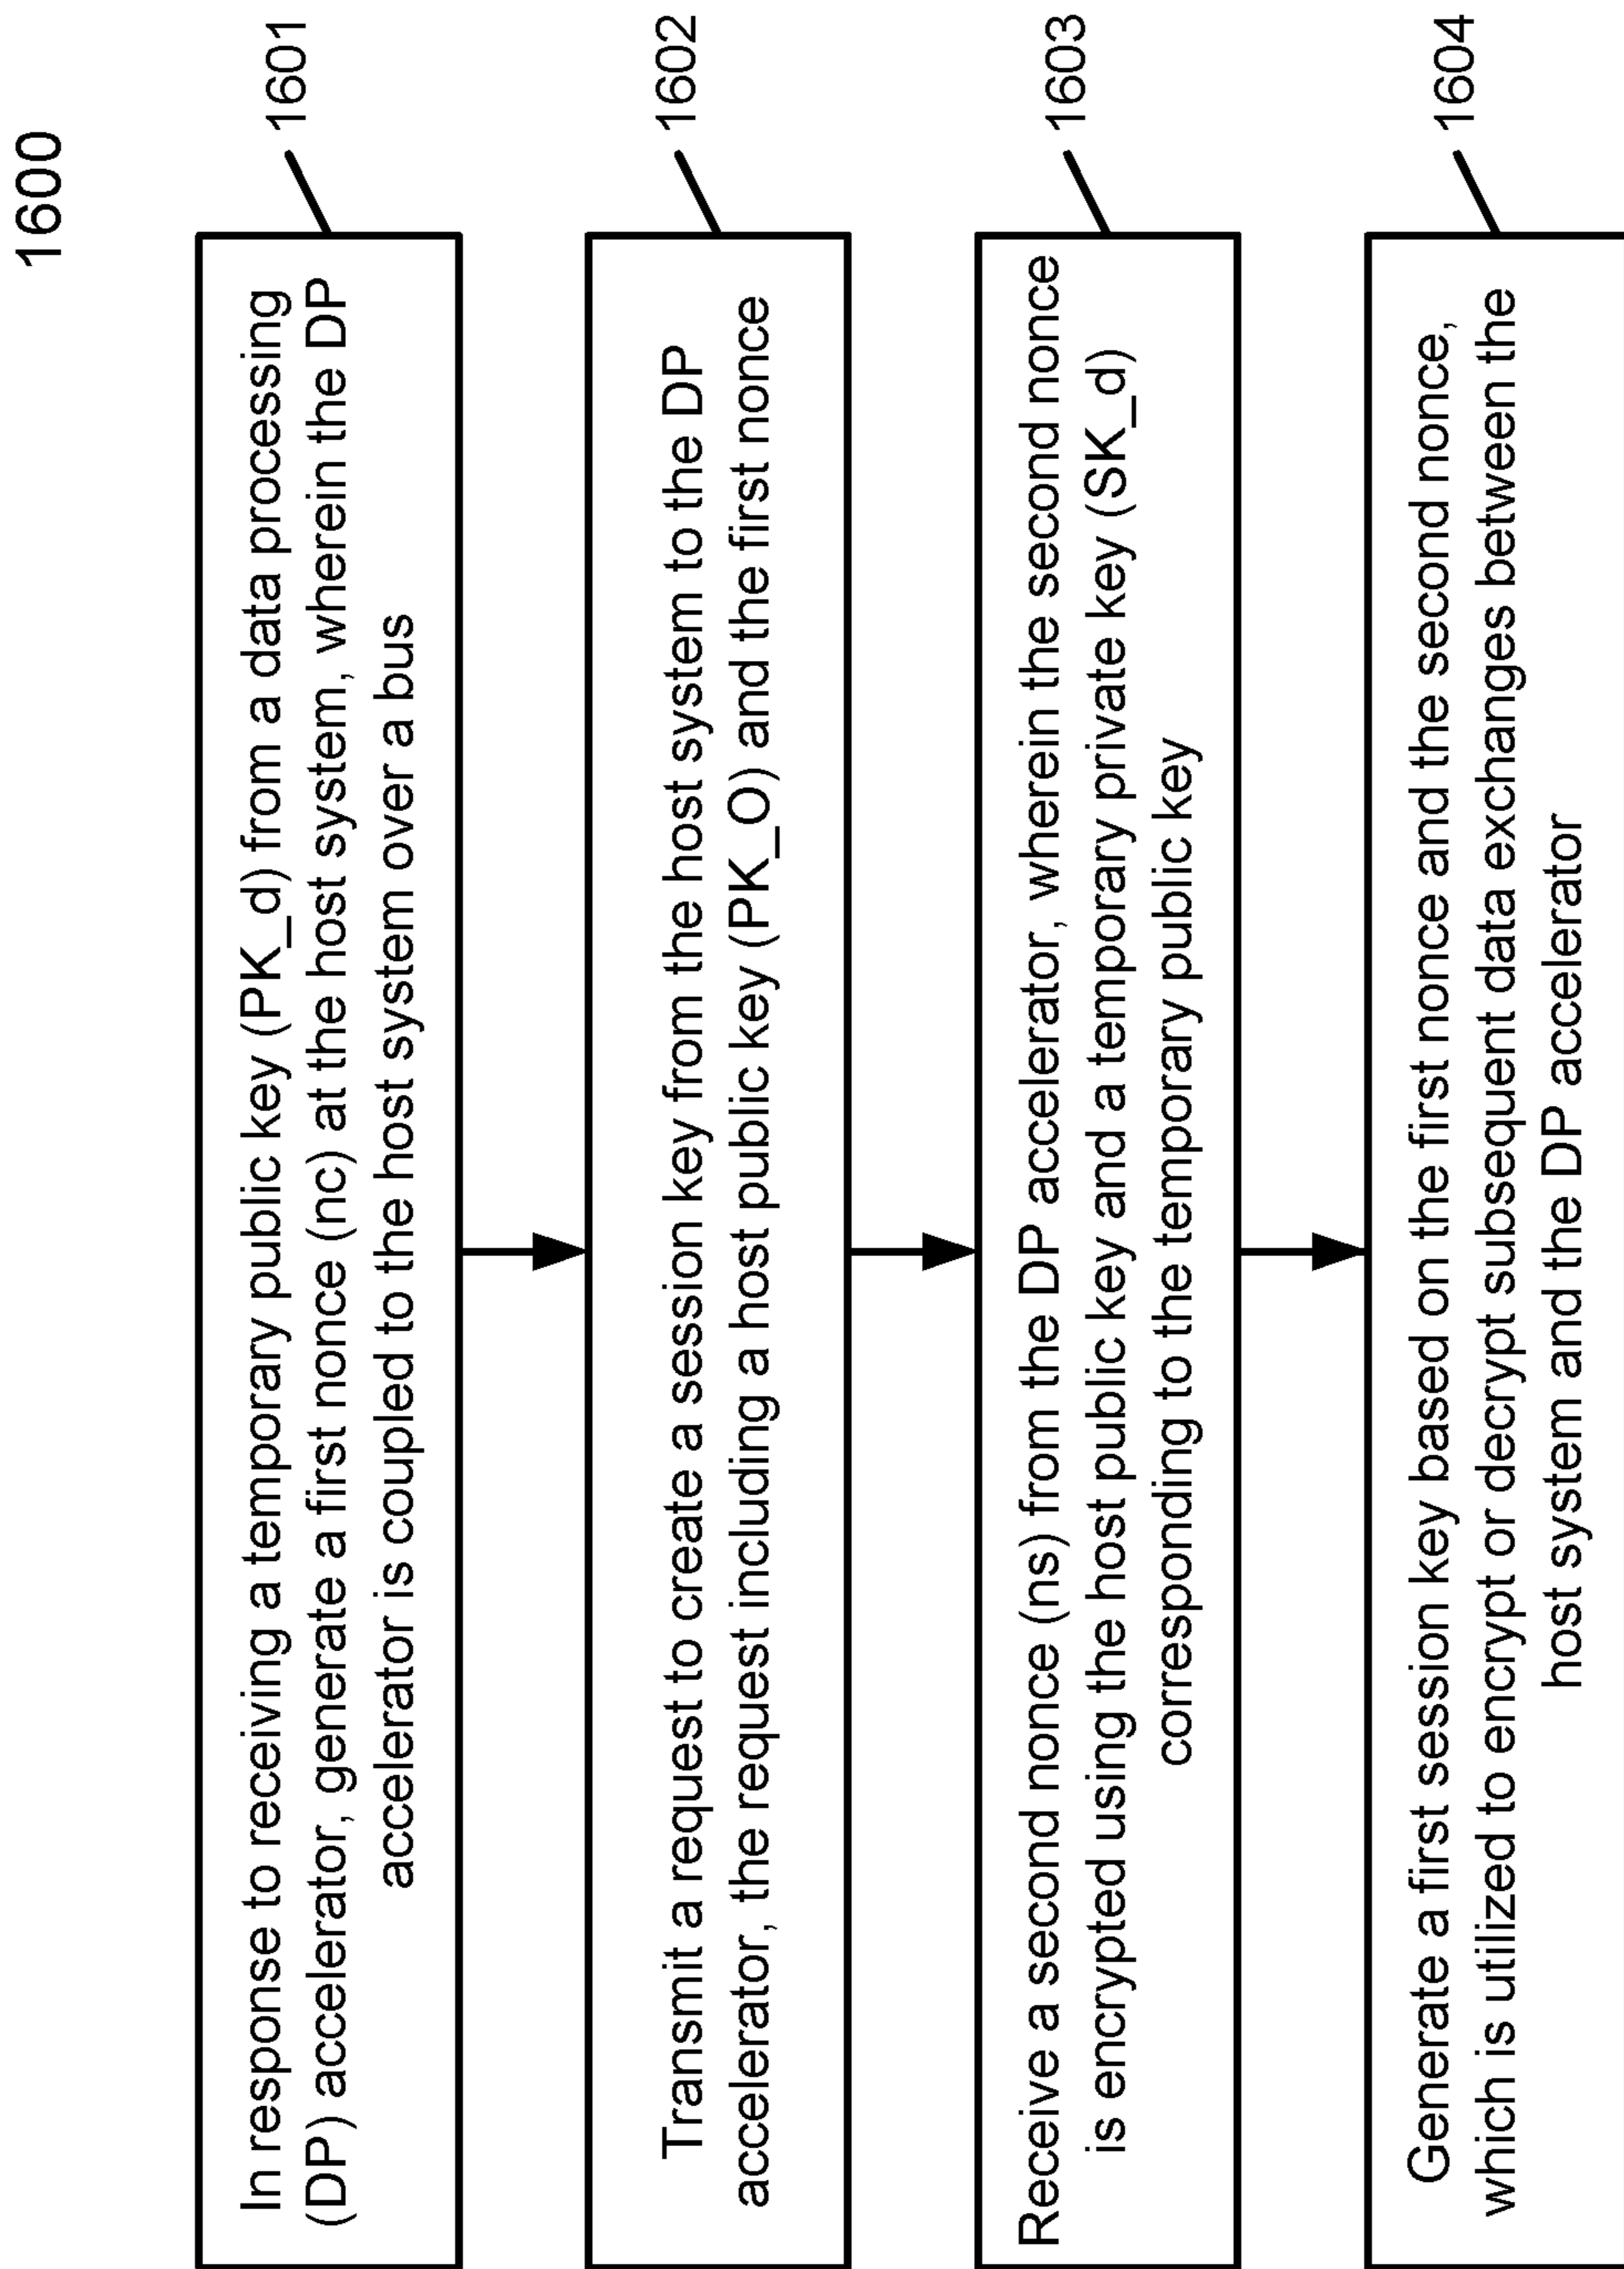 1600
In response to receiving a temporary public key (PK_d) from a data processing
(DP) accelerator, generate a first nonce (nc) at the host system, wherein the DP
accelerator is coupled to the host system over a bus
1601
Transmit a request to create a session key from the host system to the DP
accelerator, the request including a host public key (PK_O) and the first nonce
1602
Receive a second nonce (ns) from the DP accelerator, wherein the second nonce
is encrypted using the host public key and a temporary private key (SK_d)
corresponding to the temporary public key
1603
Generate a first session key based on the first nonce and the second nonce,
which is utilized to encrypt or decrypt subsequent data exchanges between the
host system and the DP accelerator
1604